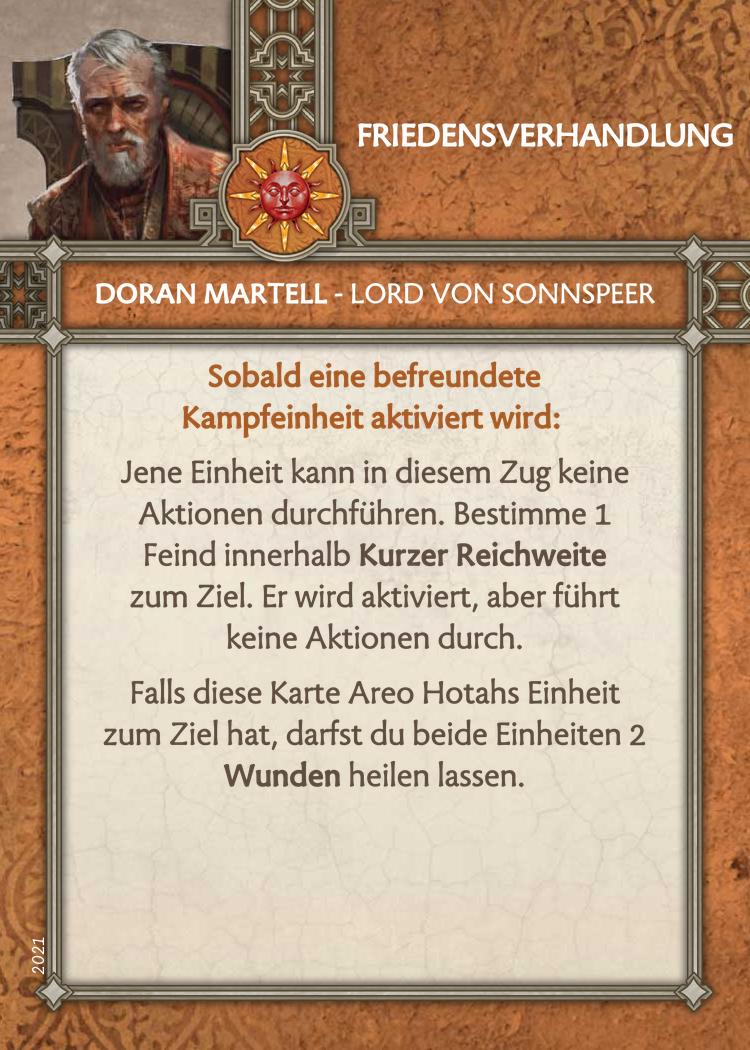 FRIEDENSVERHANDLUNG
DORAN MARTELL - LORD VON SONNSPEER
Sobald eine befreundete
Kampfeinheit aktiviert wird:
Jene Einheit kann in diesem Zug keine
Aktionen durchführen. Bestimme 1
Feind innerhalb Kurzer Reichweite
zum Ziel. Er wird aktiviert, aber führt
keine Aktionen durch.
Falls diese Karte Areo Hotahs Einheit
zum Ziel hat, darfst du beide Einheiten 2
Wunden heilen lassen.
2021